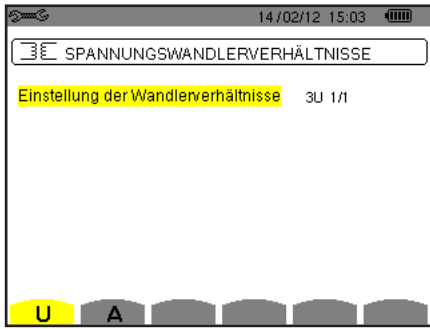 14/02/12 15:03
SPANNUNGSWANDLERVERHÄLTNISSE
Einstellung der Wandlerverhältnisse 3U 1/1
U A